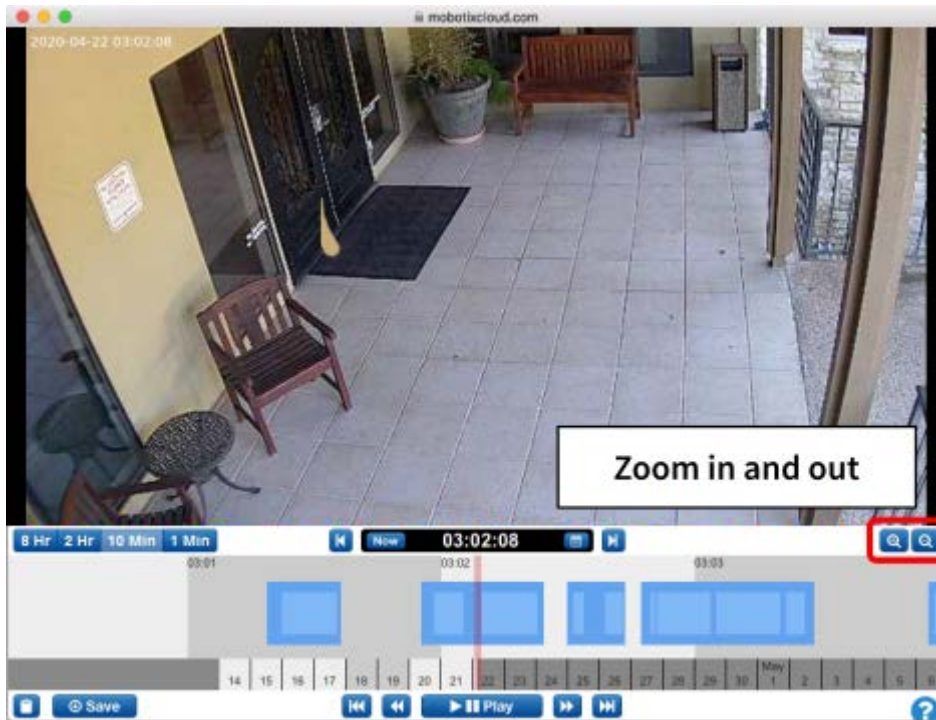 mobotixcloud.com
2020-04-22 03:02:08
Zoom in and out
8 Hr 2 Hr 10 Min 1 Min
Now 03:02:08
03:01 03:02 03:03
May
14 15 16 17 18 19 20 21 22 23 24 25 26 27 28 29 30 1 2 3 4 5 6
Save Play ?